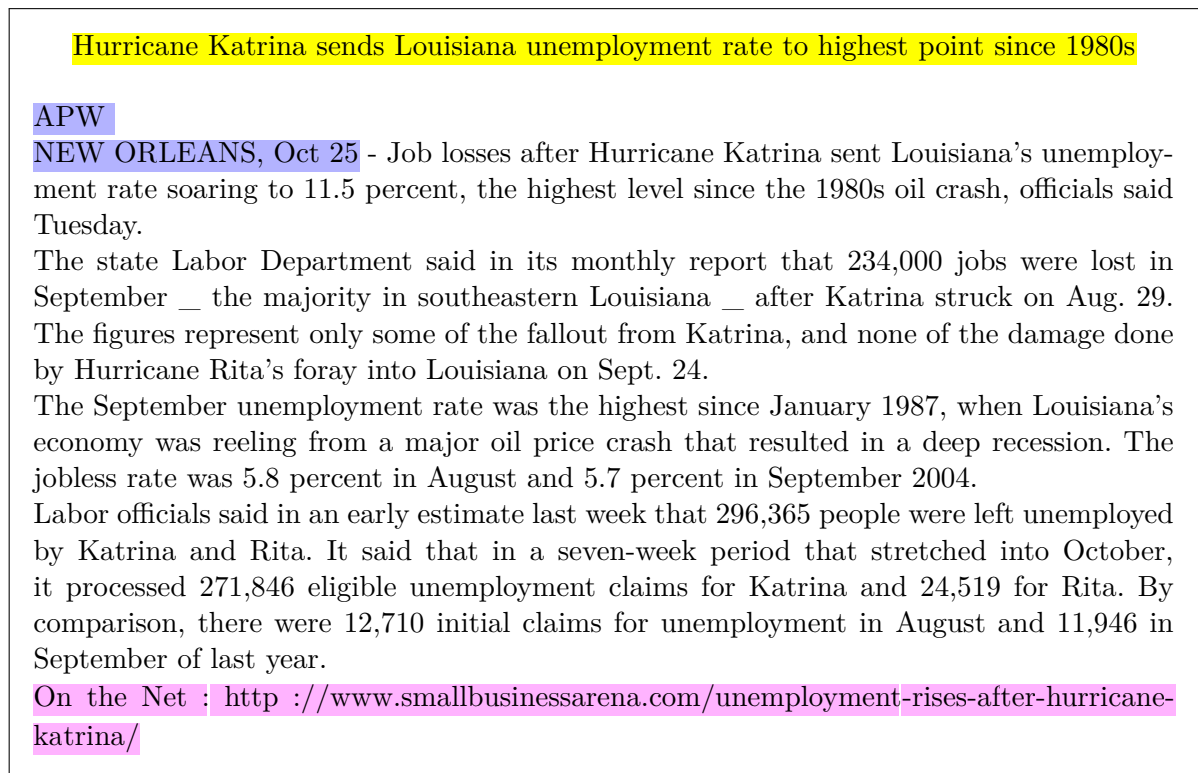 Hurricane Katrina sends Louisiana unemployment rate to highest point since 1980s
APW
NEW ORLEANS, Oct 25 - Job losses after Hurricane Katrina sent Louisiana's unemploy-
ment rate soaring to 11.5 percent, the highest level since the 1980s oil crash, officials said
Tuesday.
The state Labor Department said in its monthly report that 234,000 jobs were lost in
September _ the majority in southeastern Louisiana _ after Katrina struck on Aug. 29.
The figures represent only some of the fallout from Katrina, and none of the damage done
by Hurricane Rita's foray into Louisiana on Sept. 24.
The September unemployment rate was the highest since January 1987, when Louisiana's
economy was reeling from a major oil price crash that resulted in a deep recession. The
jobless rate was 5.8 percent in August and 5.7 percent in September 2004.
Labor officials said in an early estimate last week that 296,365 people were left unemployed
by Katrina and Rita. It said that in a seven-week period that stretched into October,
it processed 271,846 eligible unemployment claims for Katrina and 24,519 for Rita. By
comparison, there were 12,710 initial claims for unemployment in August and 11,946 in
September of last year.
On the Net : http ://www.smallbusinessarena.com/unemployment-rises-after-hurricane-
katrina/